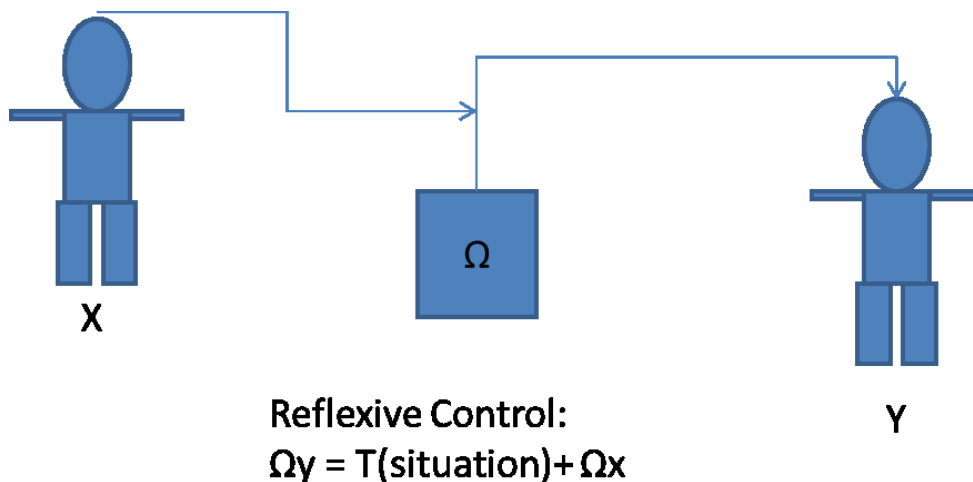 Ω
X
Y
Reflexive Control:
Ωy = T(situation)+ Ωx